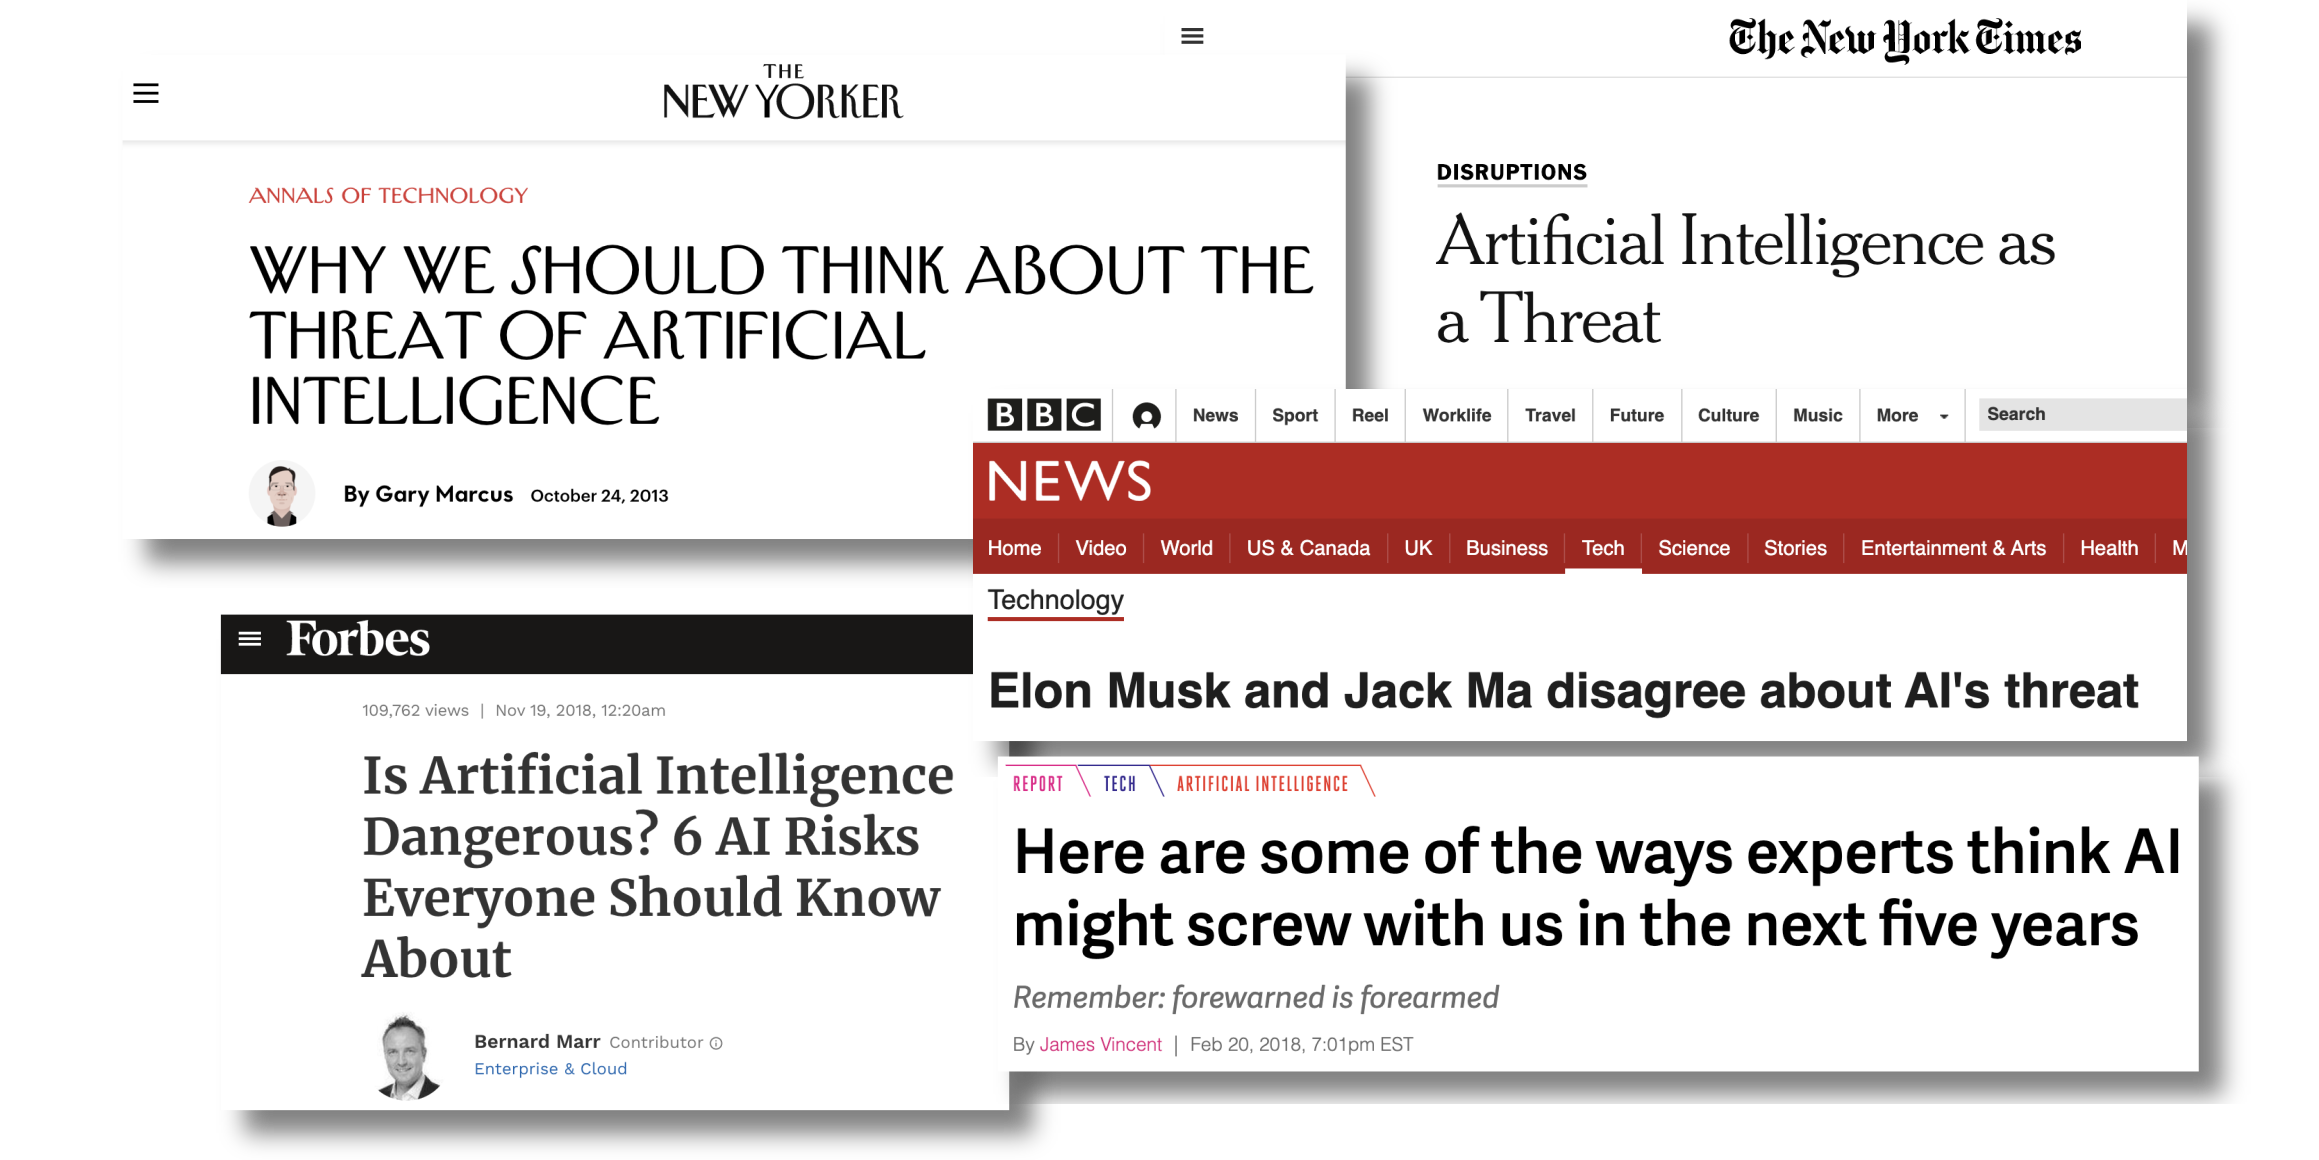 THE
NEW YORKER
ANNALS OF TECHNOLOGY
WHY WE SHOULD THINK ABOUT THE
THREAT OF ARTIFICIAL
INTELLIGENCE
By Gary Marcus October 24, 2013
The New York Times
DISRUPTIONS
Artificial Intelligence as
a Threat
BBC News Sport Reel Worklife Travel Future Culture Music More Search
NEWS
Home Video World US & Canada UK Business Tech Science Stories Entertainment & Arts Health M
Technology
Elon Musk and Jack Ma disagree about AI's threat
Forbes
109,762 views | Nov 19, 2018, 12:20am
Is Artificial Intelligence
Dangerous? 6 AI Risks
Everyone Should Know
About
Bernard Marr Contributor
Enterprise & Cloud
REPORT TECH ARTIFICIAL INTELLIGENCE
Here are some of the ways experts think AI
might screw with us in the next five years
Remember: forewarned is forearmed
By James Vincent | Feb 20, 2018, 7:01pm EST